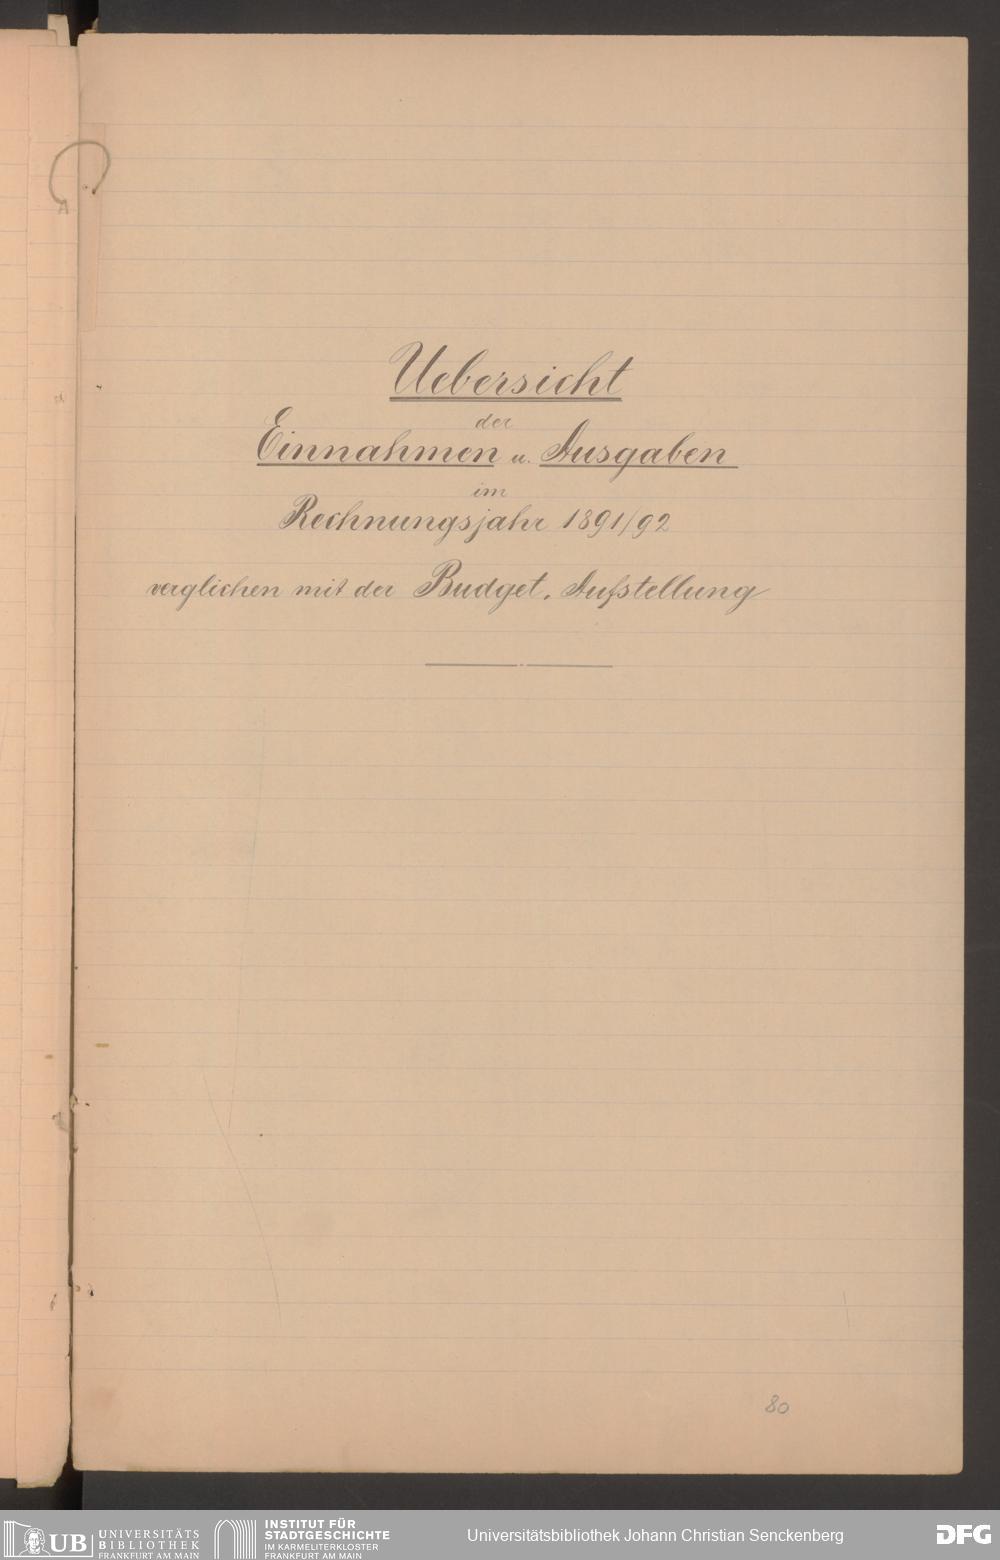 Uebersicht
der
Einnahmen u. Ausgaben
im
Rechnungsjahr 1891/92
verglichen mit der Budget-Aufstellung
80
UB
UNIVERSITÄTS
BIBLIOTHEK
FRANKFURT AM MAIN
INSTITUT FÜR
STADTGESCHICHTE
IM KARMELITERKLOSTER
FRANKFURT AM MAIN
Universitätsbibliothek Johann Christian Senckenberg
DFG